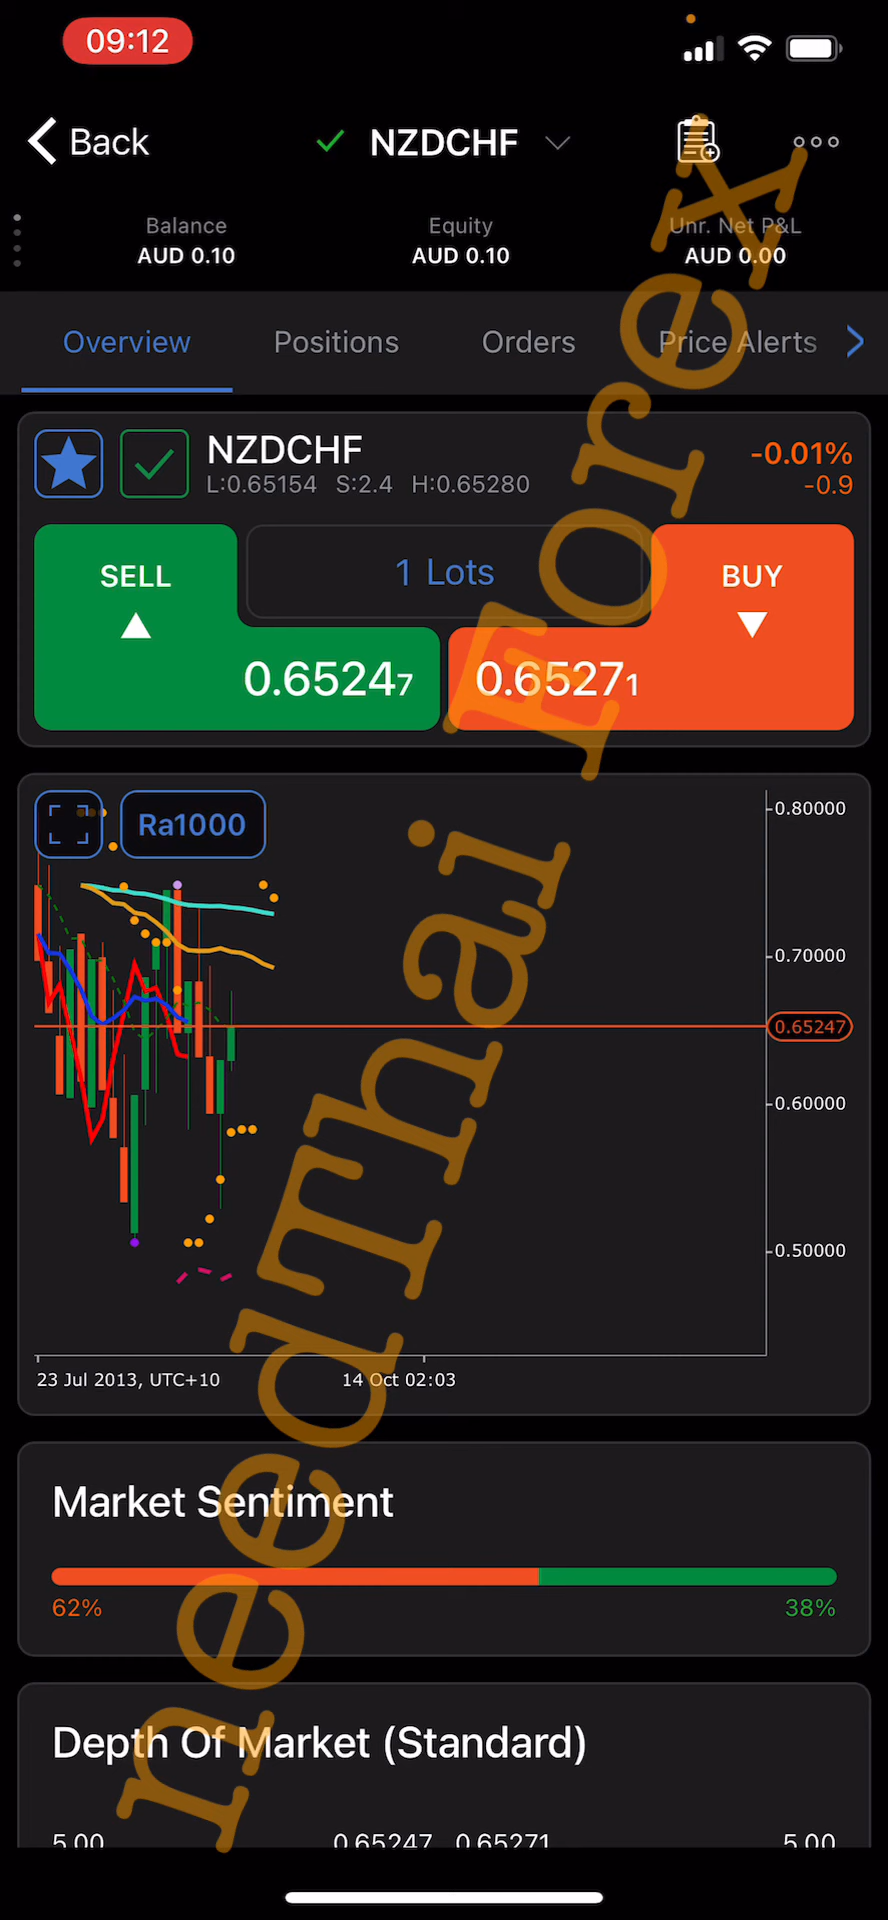 09:12
Back NZDCHF
Balance Equity Unr. Net P&L
AUD 0.10 AUD 0.10 AUD 0.00
Overview Positions Orders Price Alerts
NZDCHF -0.01%
L:0.65154 S:2.4 H:0.65280 -0.9
SELL 1 Lots BUY
0.65247 0.65271
Ra1000
0.80000
0.70000
0.65247
0.60000
0.50000
23 Jul 2013, UTC+10 14 Oct 02:03
Market Sentiment
62% 38%
Depth Of Market (Standard)
5.00 0.65247 0.65271 5.00
needThai Forex